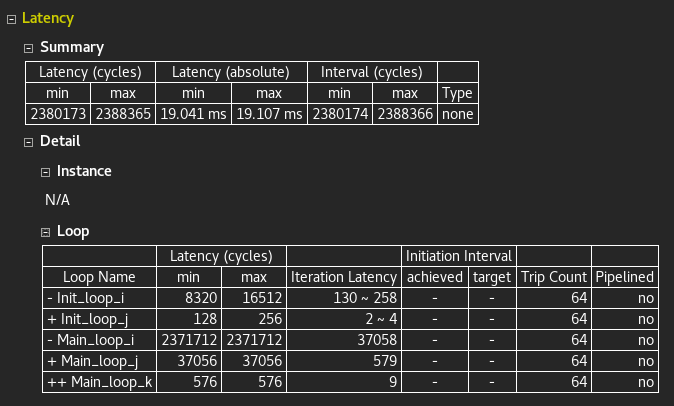 Latency
Summary
Latency (cycles) Latency (absolute) Interval (cycles)
min max min max min max Type
2380173 2388365 19.041 ms 19.107 ms 2380174 2388366 none
Detail
Instance
N/A
Loop
Latency (cycles) Initiation Interval
Loop Name min max Iteration Latency achieved target Trip Count Pipelined
- Init_loop_i 8320 16512 130 ~ 258 - - 64 no
+ Init_loop_j 128 256 2 ~ 4 - - 64 no
- Main_loop_i 2371712 2371712 37058 - - 64 no
+ Main_loop_j 37056 37056 579 - - 64 no
++ Main_loop_k 576 576 9 - - 64 no